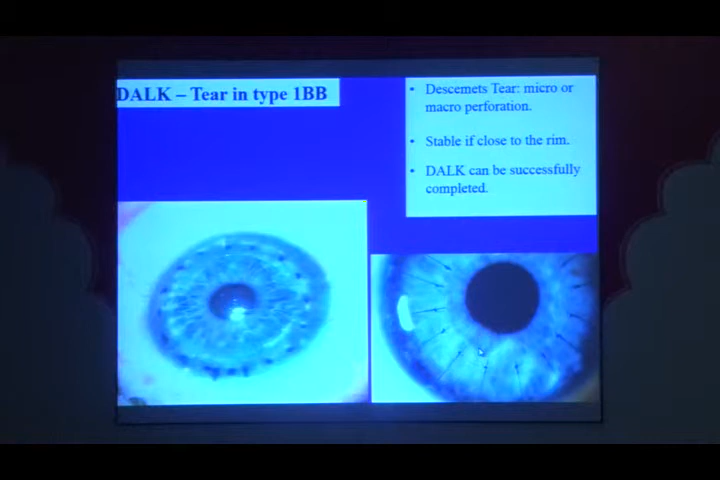 DALK – Tear in type 1BB
• Descemets Tear: micro or
macro perforation.
• Stable if close to the rim.
• DALK can be successfully
completed.